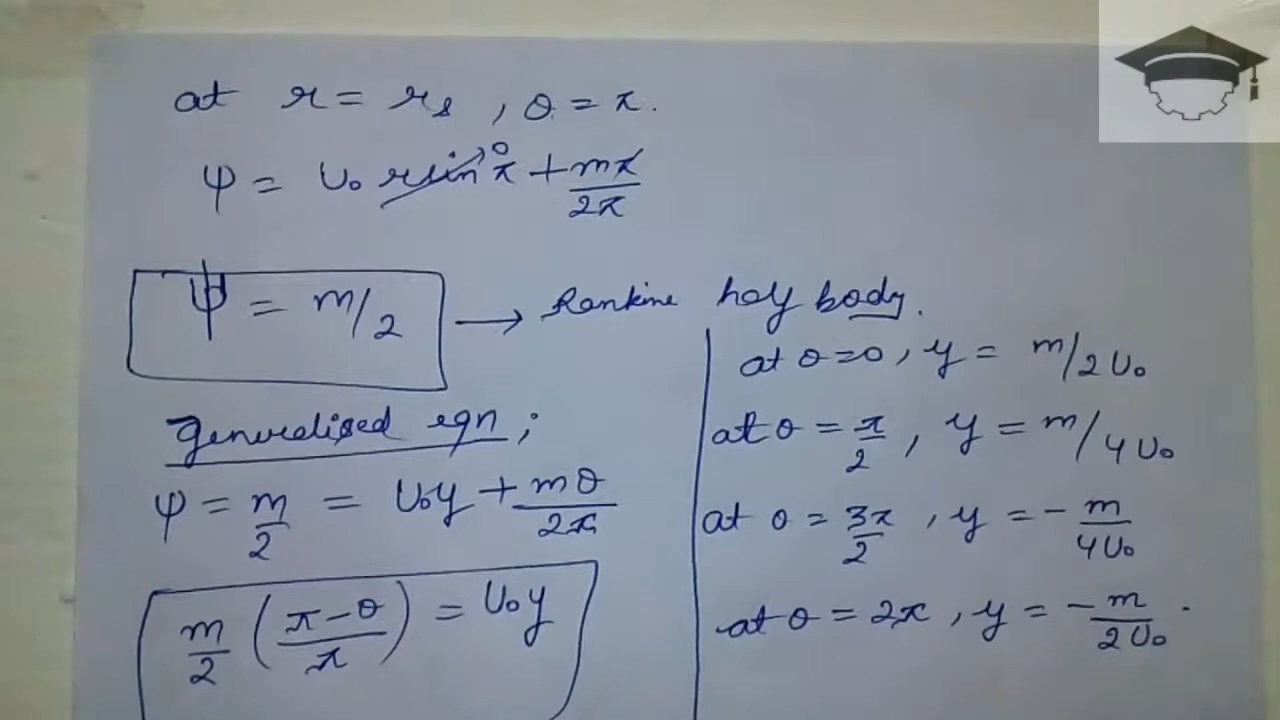 at r = rs , θ = π.
ψ = U₀ r sin π → 0 + mπ/2π
ψ = m/2 → Rankine half body.
Generalised eqn ;
ψ = m/2 = U₀y + mθ/2π
m/2 (π-θ/π) = U₀y
at θ=0 , y = m/2U₀
at θ = π/2 , y = m/4U₀
at θ = 3π/2 , y = - m/4U₀
at θ = 2π , y = - m/2U₀ .